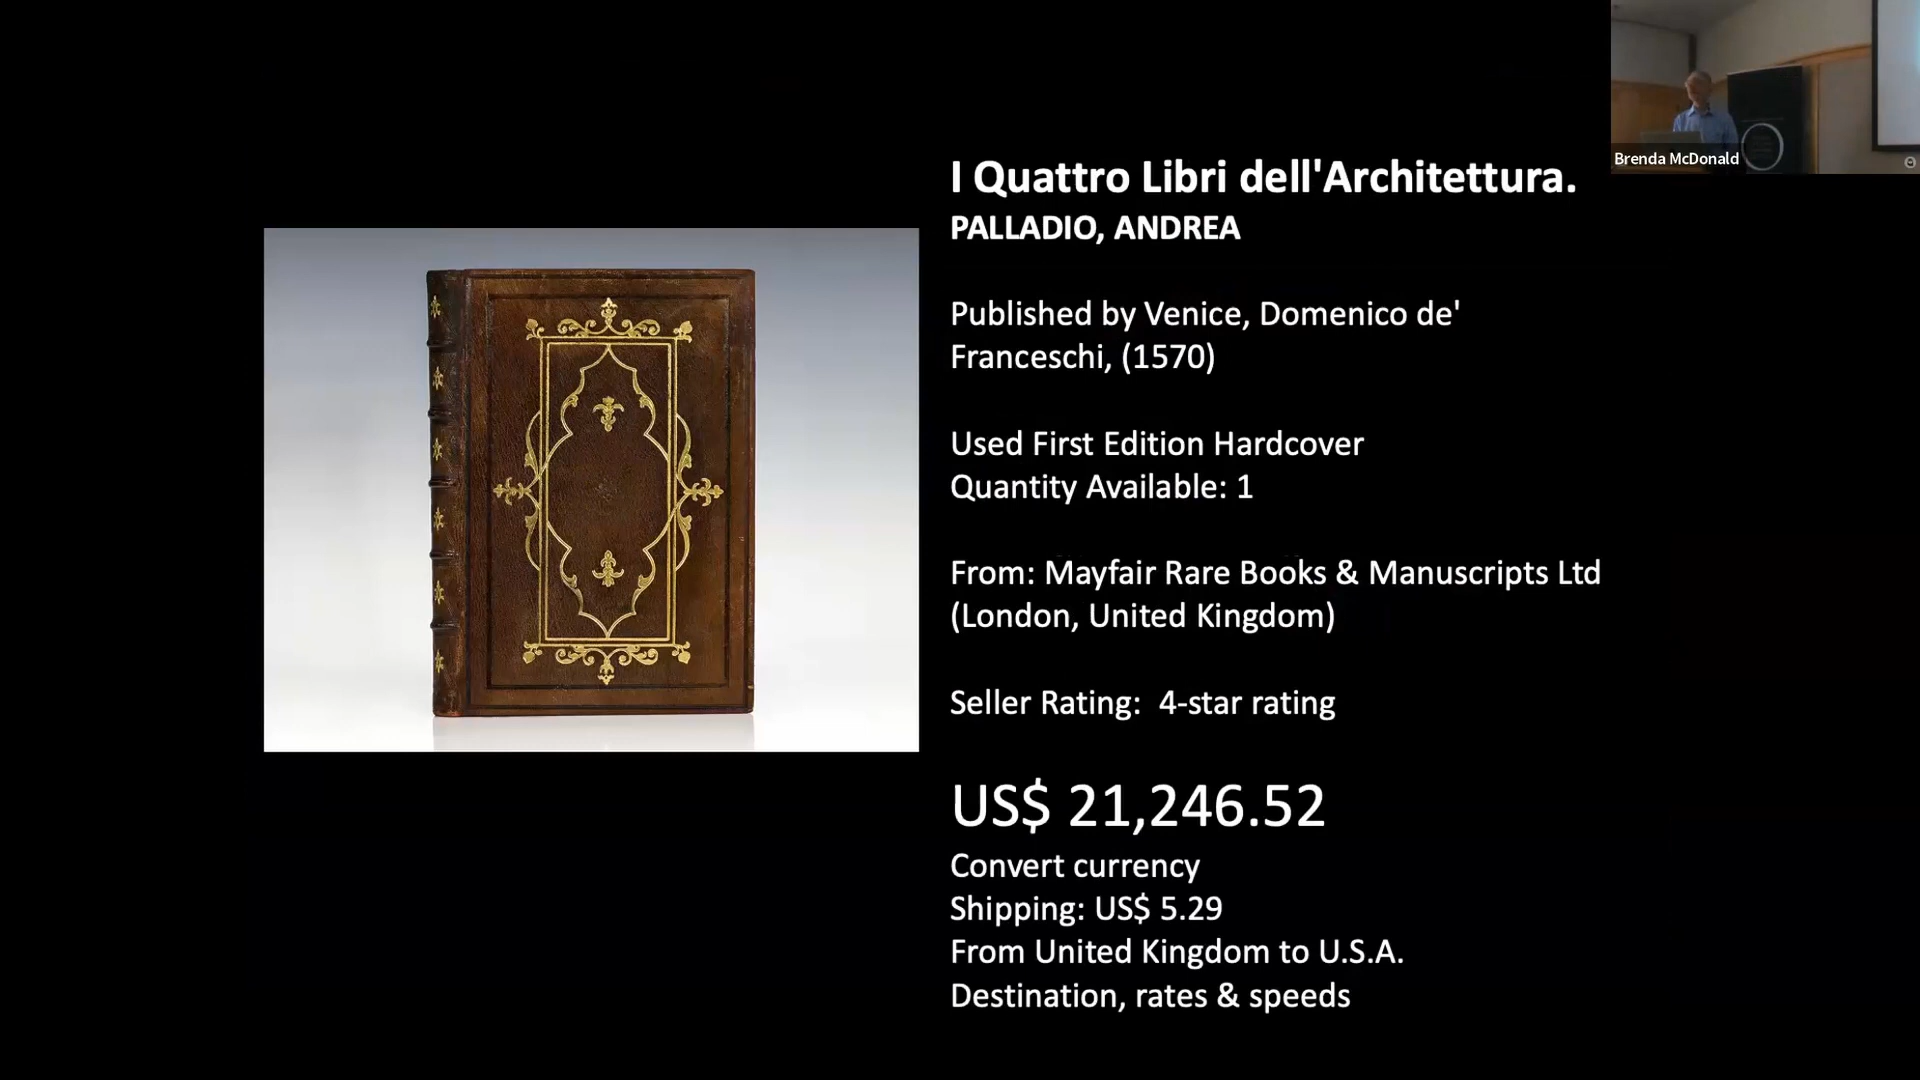 I Quattro Libri dell'Architettura.
PALLADIO, ANDREA
Published by Venice, Domenico de'
Franceschi, (1570)
Used First Edition Hardcover
Quantity Available: 1
From: Mayfair Rare Books & Manuscripts Ltd
(London, United Kingdom)
Seller Rating:  4-star rating
US$ 21,246.52
Convert currency
Shipping: US$ 5.29
From United Kingdom to U.S.A.
Destination, rates & speeds
Brenda McDonald